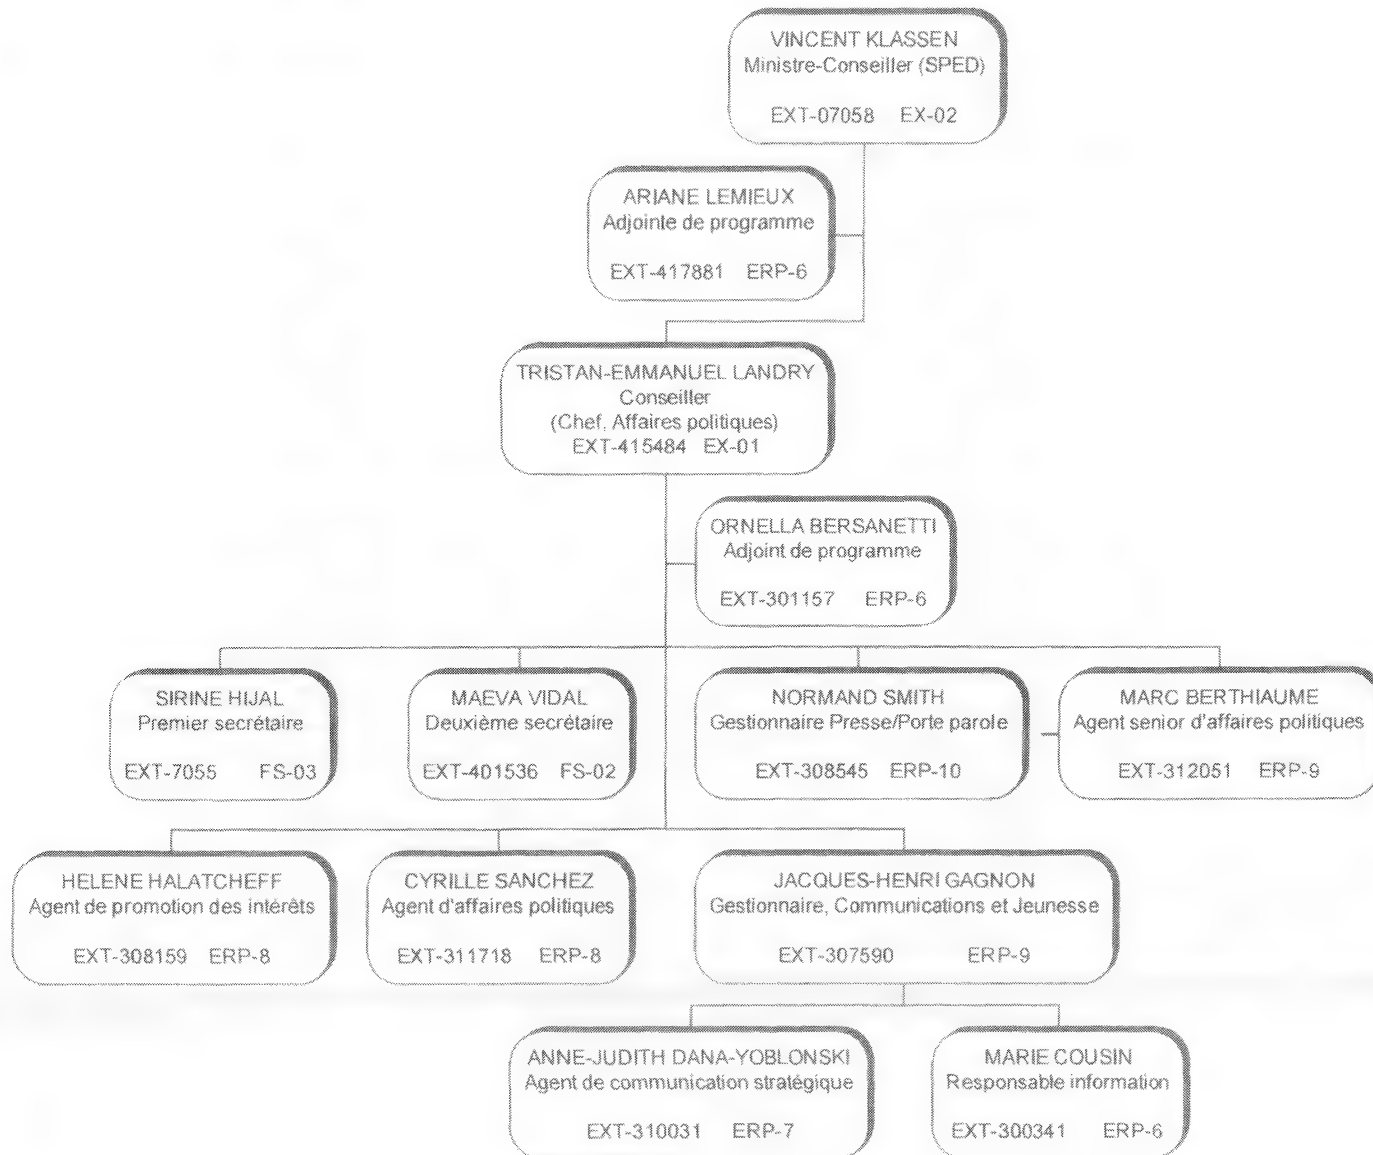 VINCENT KLASSEN
Ministre-Conseiller (SPED)
EXT-07058 EX-02
ARIANE LEMIEUX
Adjointe de programme
EXT-417881 ERP-6
TRISTAN-EMMANUEL LANDRY
Conseiller
(Chef, Affaires politiques)
EXT-415484 EX-01
ORNELLA BERSANETTI
Adjoint de programme
EXT-301157 ERP-6
SIRINE HIJAL
Premier secrétaire
EXT-7055 FS-03
MAEVA VIDAL
Deuxième secrétaire
EXT-401536 FS-02
NORMAND SMITH
Gestionnaire Presse/Porte parole
EXT-308545 ERP-10
MARC BERTHIAUME
Agent senior d'affaires politiques
EXT-312051 ERP-9
HELENE HALATCHEFF
Agent de promotion des intérêts
EXT-308159 ERP-8
CYRILLE SANCHEZ
Agent d'affaires politiques
EXT-311718 ERP-8
JACQUES-HENRI GAGNON
Gestionnaire, Communications et Jeunesse
EXT-307590 ERP-9
ANNE-JUDITH DANA-YOBLONSKI
Agent de communication stratégique
EXT-310031 ERP-7
MARIE COUSIN
Responsable information
EXT-300341 ERP-6